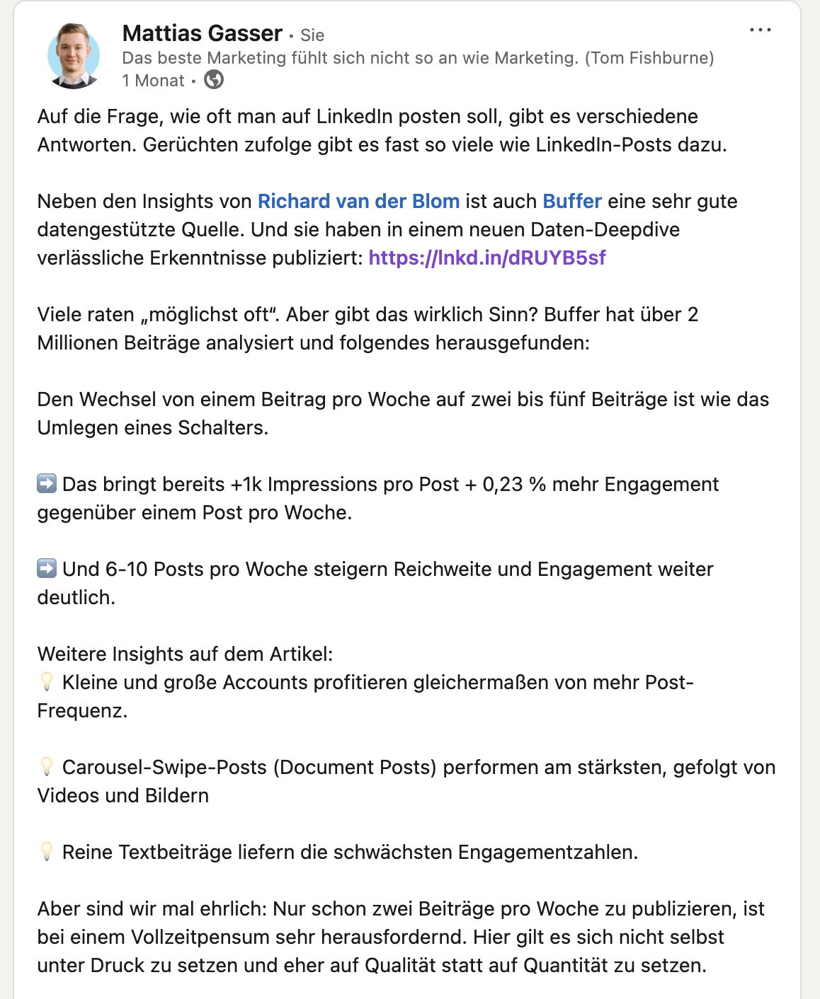 Mattias Gasser • Sie
Das beste Marketing fühlt sich nicht so an wie Marketing. (Tom Fishburne)
1 Monat •
Auf die Frage, wie oft man auf LinkedIn posten soll, gibt es verschiedene
Antworten. Gerüchten zufolge gibt es fast so viele wie LinkedIn-Posts dazu.
Neben den Insights von Richard van der Blom ist auch Buffer eine sehr gute
datengestützte Quelle. Und sie haben in einem neuen Daten-Deepdive
verlässliche Erkenntnisse publiziert: https://lnkd.in/dRUYB5sf
Viele raten „möglichst oft“. Aber gibt das wirklich Sinn? Buffer hat über 2
Millionen Beiträge analysiert und folgendes herausgefunden:
Den Wechsel von einem Beitrag pro Woche auf zwei bis fünf Beiträge ist wie das
Umlegen eines Schalters.
➡️ Das bringt bereits +1k Impressions pro Post + 0,23 % mehr Engagement
gegenüber einem Post pro Woche.
➡️ Und 6-10 Posts pro Woche steigern Reichweite und Engagement weiter
deutlich.
Weitere Insights auf dem Artikel:
💡 Kleine und große Accounts profitieren gleichermaßen von mehr Post-
Frequenz.
💡 Carousel-Swipe-Posts (Document Posts) performen am stärksten, gefolgt von
Videos und Bildern
💡 Reine Textbeiträge liefern die schwächsten Engagementzahlen.
Aber sind wir mal ehrlich: Nur schon zwei Beiträge pro Woche zu publizieren, ist
bei einem Vollzeitpensum sehr herausfordernd. Hier gilt es sich nicht selbst
unter Druck zu setzen und eher auf Qualität statt auf Quantität zu setzen.